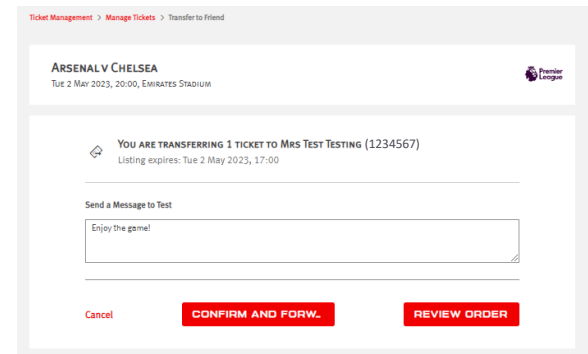 Ticket Management > Manage Tickets > Transfer to Friend
ARSENAL V CHELSEA
TUE 2 MAY 2023, 20:00, EMIRATES STADIUM
Premier League
YOU ARE TRANSFERRING 1 TICKET TO MRS TEST TESTING (1234567)
Listing expires: Tue 2 May 2023, 17:00
Send a Message to Test
Enjoy the game!
Cancel
CONFIRM AND FORW...
REVIEW ORDER